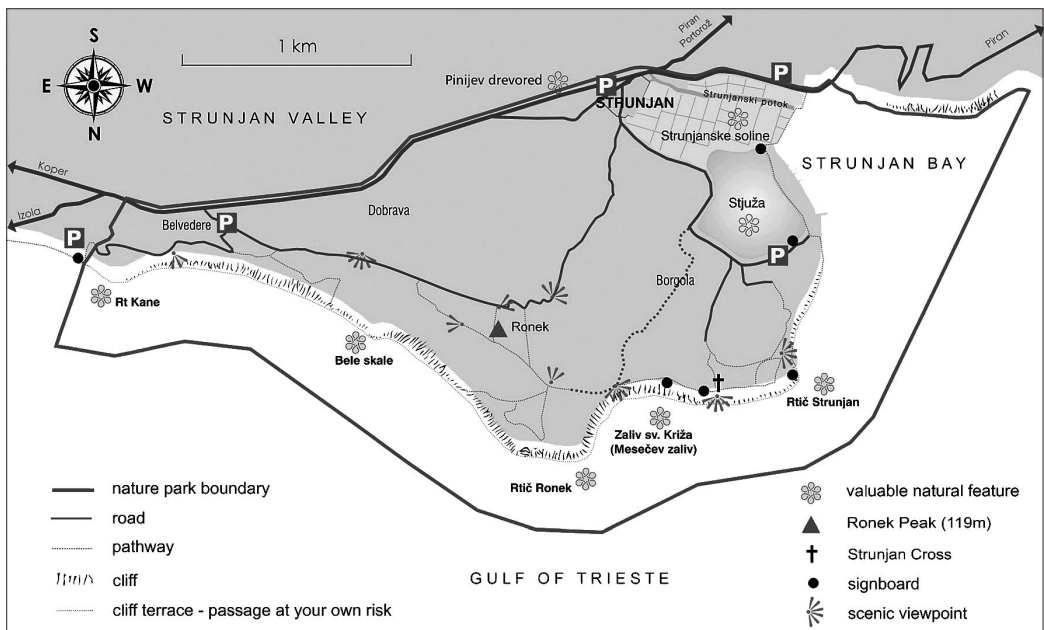 S
E
W
N
1 km
Piran
Portorož
Piran
Pinijev drevored
P
P
STRUNJAN
Strunjanski potok
STRUNJAN VALLEY
Strunjanske soline
STRUNJAN BAY
Koper
Izola
Belvedere
P
Dobrava
Stjuža
P
P
Borgola
Rt Kane
Ronek
Bele skale
Rtič Strunjan
Zaliv sv. Križa
(Mesečev zaliv)
Rtič Ronek
GULF OF TRIESTE
nature park boundary
road
pathway
cliff
cliff terrace - passage at your own risk
valuable natural feature
Ronek Peak (119m)
Strunjan Cross
signboard
scenic viewpoint